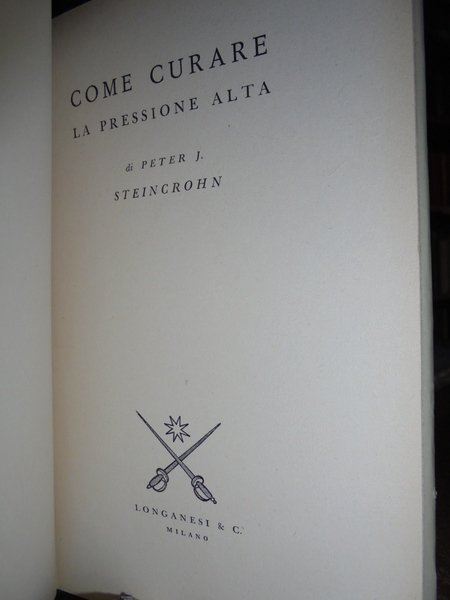 COME CURARE
LA PRESSIONE ALTA
di PETER J.
STEINCROHN
LONGANESI & C.
MILANO